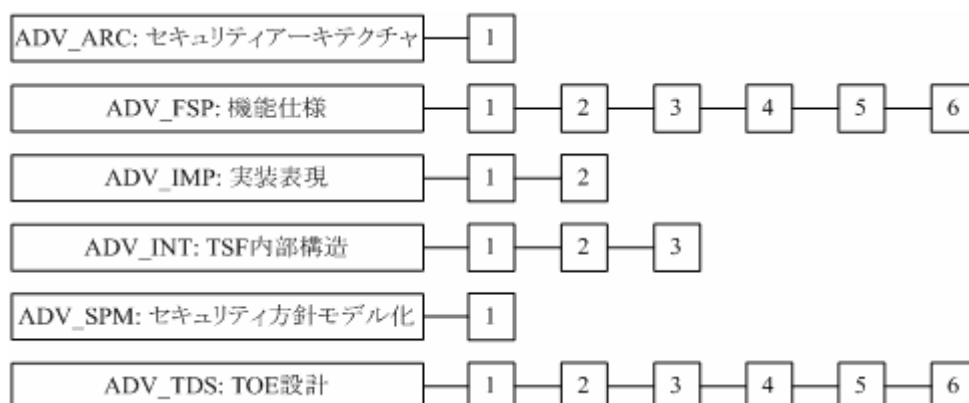 ADV_ARC: セキュリティアーキテクチャ 1
ADV_FSP: 機能仕様 1 2 3 4 5 6
ADV_IMP: 実装表現 1 2
ADV_INT: TSF内部構造 1 2 3
ADV_SPM: セキュリティ方針モデル化 1
ADV_TDS: TOE設計 1 2 3 4 5 6